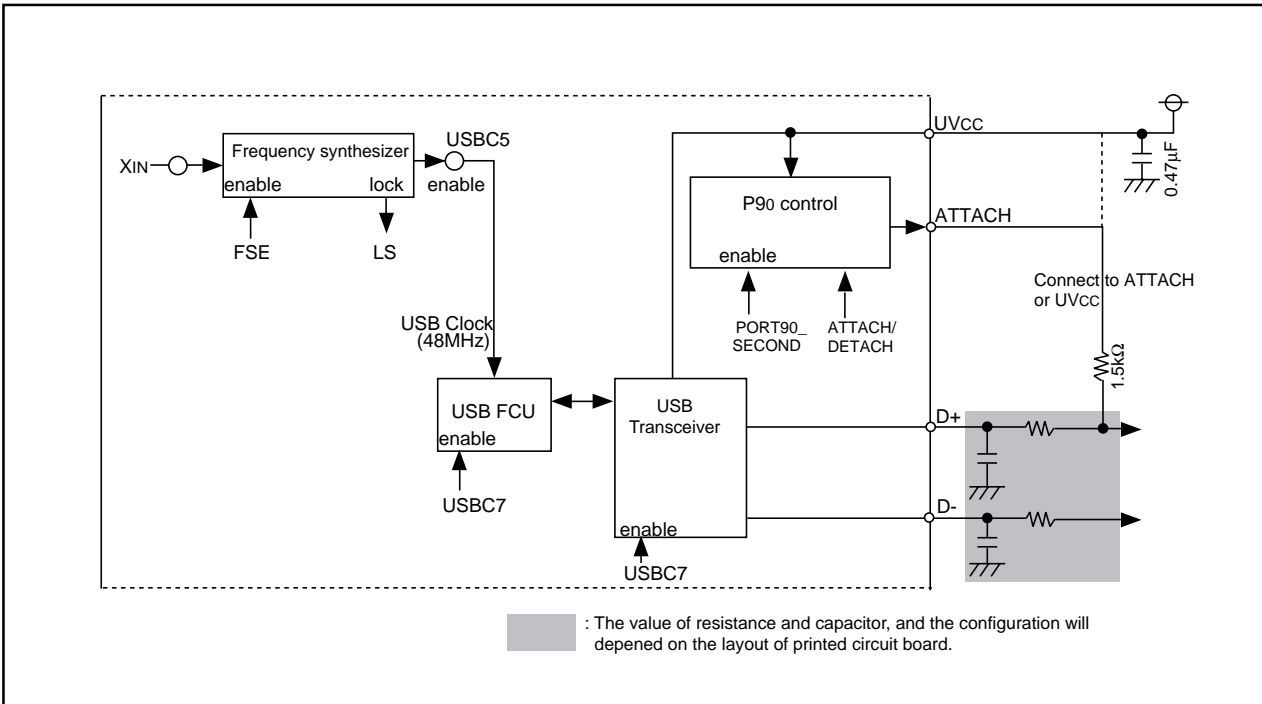 UVCC
0.47µF
USBC5
XIN
Frequency synthesizer
enable
lock
enable
FSE
LS
P90 control
enable
ATTACH
PORT90_
SECOND
ATTACH/
DETACH
Connect to ATTACH
or UVCC
1.5kΩ
USB Clock
(48MHz)
USB FCU
enable
USBC7
USB
Transceiver
enable
USBC7
D+
D-
: The value of resistance and capacitor, and the configuration will
depened on the layout of printed circuit board.